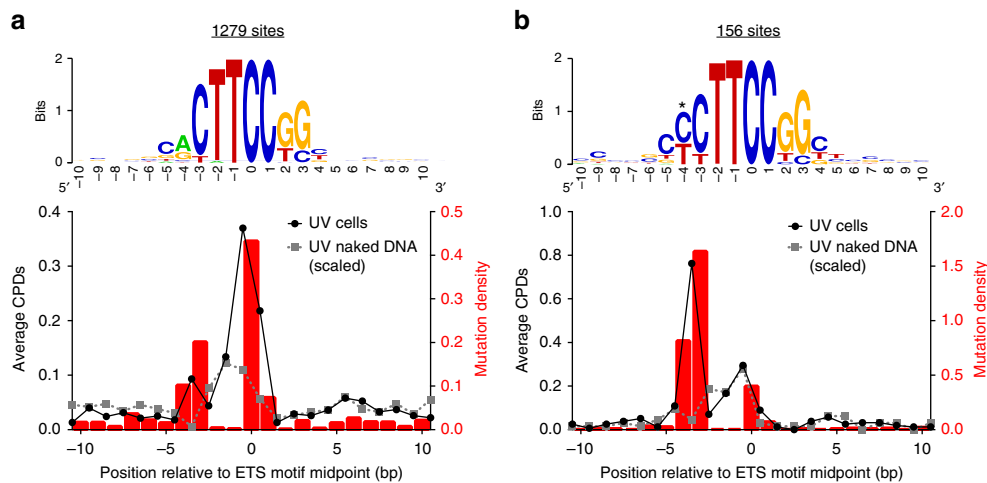 a
1279 sites
Bits
2
1
0
C A C T T C C G G
-10 -9 -8 -7 -6 -5 -4 -3 -2 -1 0 1 2 3 4 5 6 7 8 9 10
5′ 3′
UV cells
UV naked DNA
(scaled)
Average CPDs
0.4
0.3
0.2
0.1
0.0
Mutation density
0.5
0.4
0.3
0.2
0.1
0.0
−10 −5 0 5 10
Position relative to ETS motif midpoint (bp)
b
156 sites
Bits
2
1
0
*
C C C T T C C G G
-10 -9 -8 -7 -6 -5 -4 -3 -2 -1 0 1 2 3 4 5 6 7 8 9 10
5′ 3′
UV cells
UV naked DNA
(scaled)
Average CPDs
1.0
0.8
0.6
0.4
0.2
0.0
Mutation density
2.0
1.5
1.0
0.5
0.0
−10 −5 0 5 10
Position relative to ETS motif midpoint (bp)